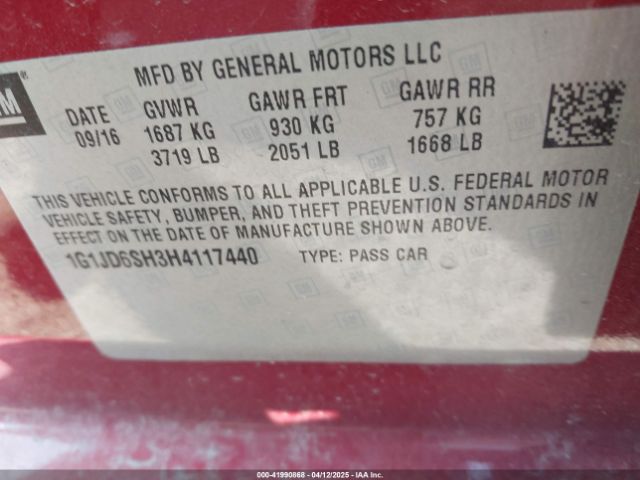 MFD BY GENERAL MOTORS LLC
GM ®
DATE GVWR GAWR FRT GAWR RR
09/16 1687 KG 930 KG 757 KG
3719 LB 2051 LB 1668 LB
THIS VEHICLE CONFORMS TO ALL APPLICABLE U.S. FEDERAL MOTOR
VEHICLE SAFETY, BUMPER, AND THEFT PREVENTION STANDARDS IN
EFFECT ON THE DATE OF MANUFACTURE SHOWN ABOVE.
1G1JD6SH3H4117440 TYPE: PASS CAR
000-41990868 - 04/12/2025 - IAA Inc.